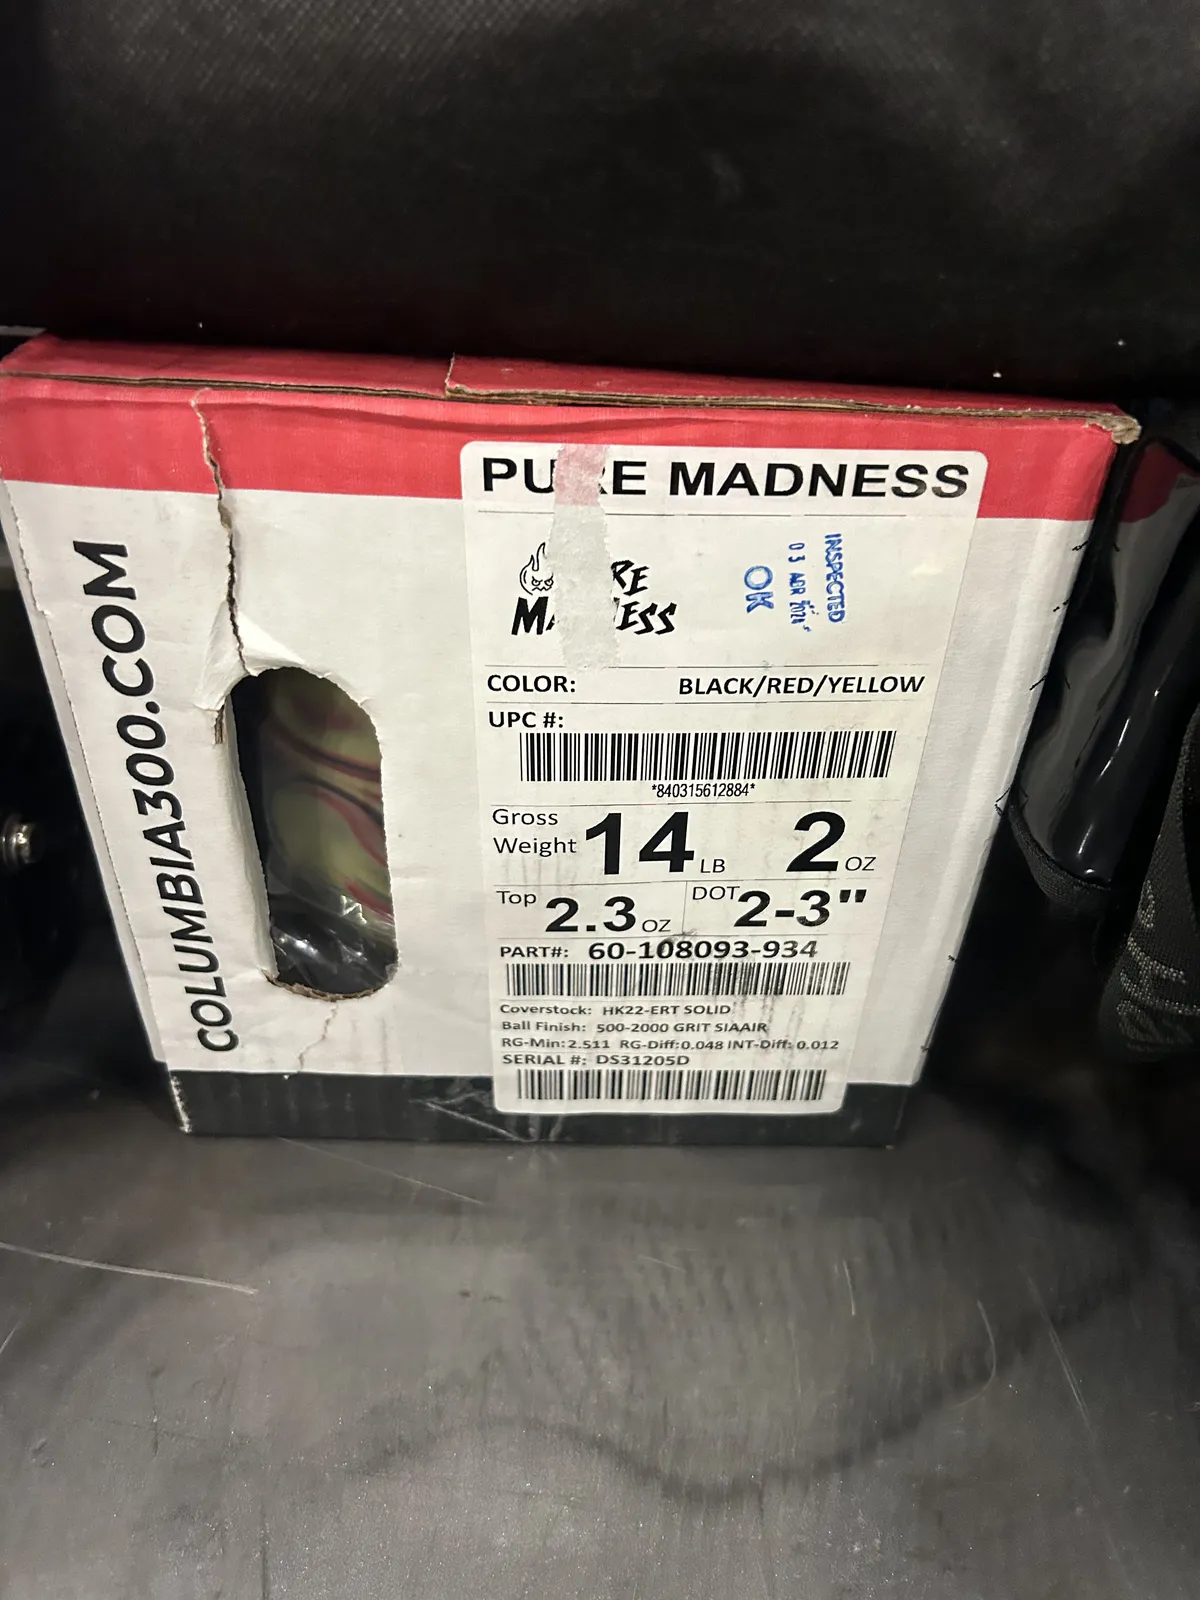 COLUMBIA300.COM
PURE MADNESS
RE
M ESS
INSPECTED
OK
COLOR: BLACK/RED/YELLOW
UPC #:
*840315612884*
Gross
Weight 14 LB 2 OZ
Top 2.3 OZ DOT 2-3"
PART#: 60-108093-934
Coverstock: HK22-ERT SOLID
Ball Finish: 500-2000 GRIT SIAAIR
RG-Min:2.511 RG-Diff:0.048 INT-Diff: 0.012
SERIAL #: DS31205D